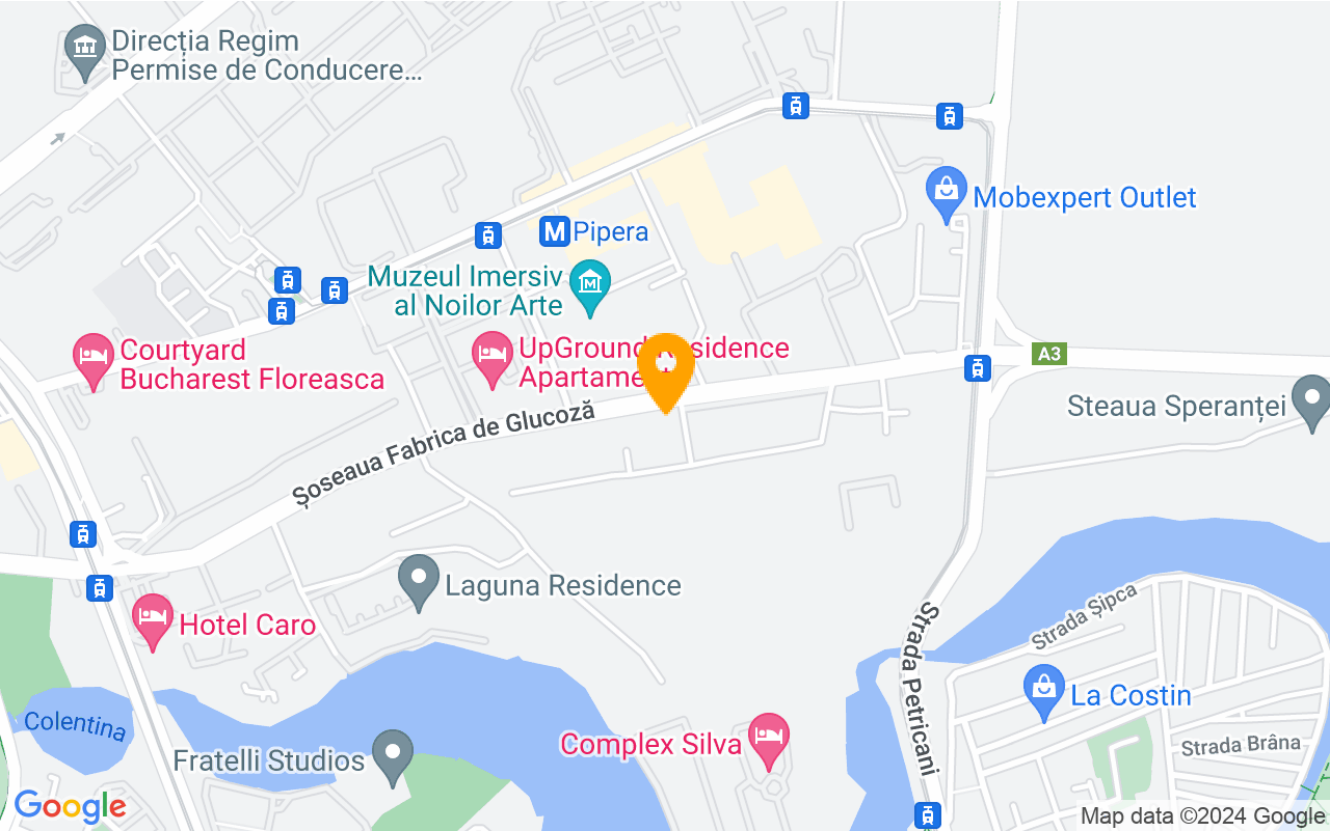 Direcția Regim
Permise de Conducere...
Mobexpert Outlet
M Pipera
Muzeul Imersiv
al Noilor Arte
Courtyard
Bucharest Floreasca
UpGround Residence
A3
Steaua Speranței
Șoseaua Fabrica de Glucoză
Laguna Residence
Hotel Caro
Strada Șipca
Strada Petricani
La Costin
Colentina
Complex Silva
Strada Brâna
Fratelli Studios
Google
Map data ©2024 Google